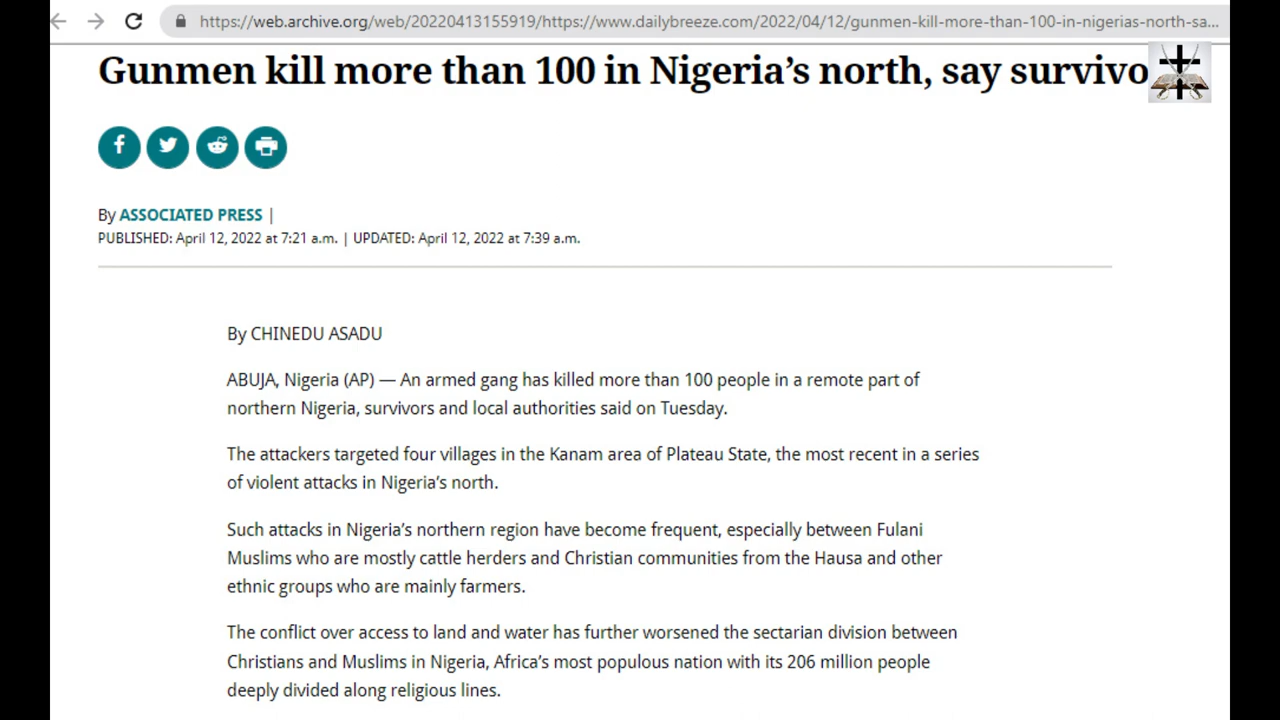 https://web.archive.org/web/20220413155919/https://www.dailybreeze.com/2022/04/12/gunmen-kill-more-than-100-in-nigerias-north-sa...
Gunmen kill more than 100 in Nigeria’s north, say survivo
By ASSOCIATED PRESS |
PUBLISHED: April 12, 2022 at 7:21 a.m. | UPDATED: April 12, 2022 at 7:39 a.m.
By CHINEDU ASADU
ABUJA, Nigeria (AP) — An armed gang has killed more than 100 people in a remote part of
northern Nigeria, survivors and local authorities said on Tuesday.
The attackers targeted four villages in the Kanam area of Plateau State, the most recent in a series
of violent attacks in Nigeria’s north.
Such attacks in Nigeria’s northern region have become frequent, especially between Fulani
Muslims who are mostly cattle herders and Christian communities from the Hausa and other
ethnic groups who are mainly farmers.
The conflict over access to land and water has further worsened the sectarian division between
Christians and Muslims in Nigeria, Africa’s most populous nation with its 206 million people
deeply divided along religious lines.